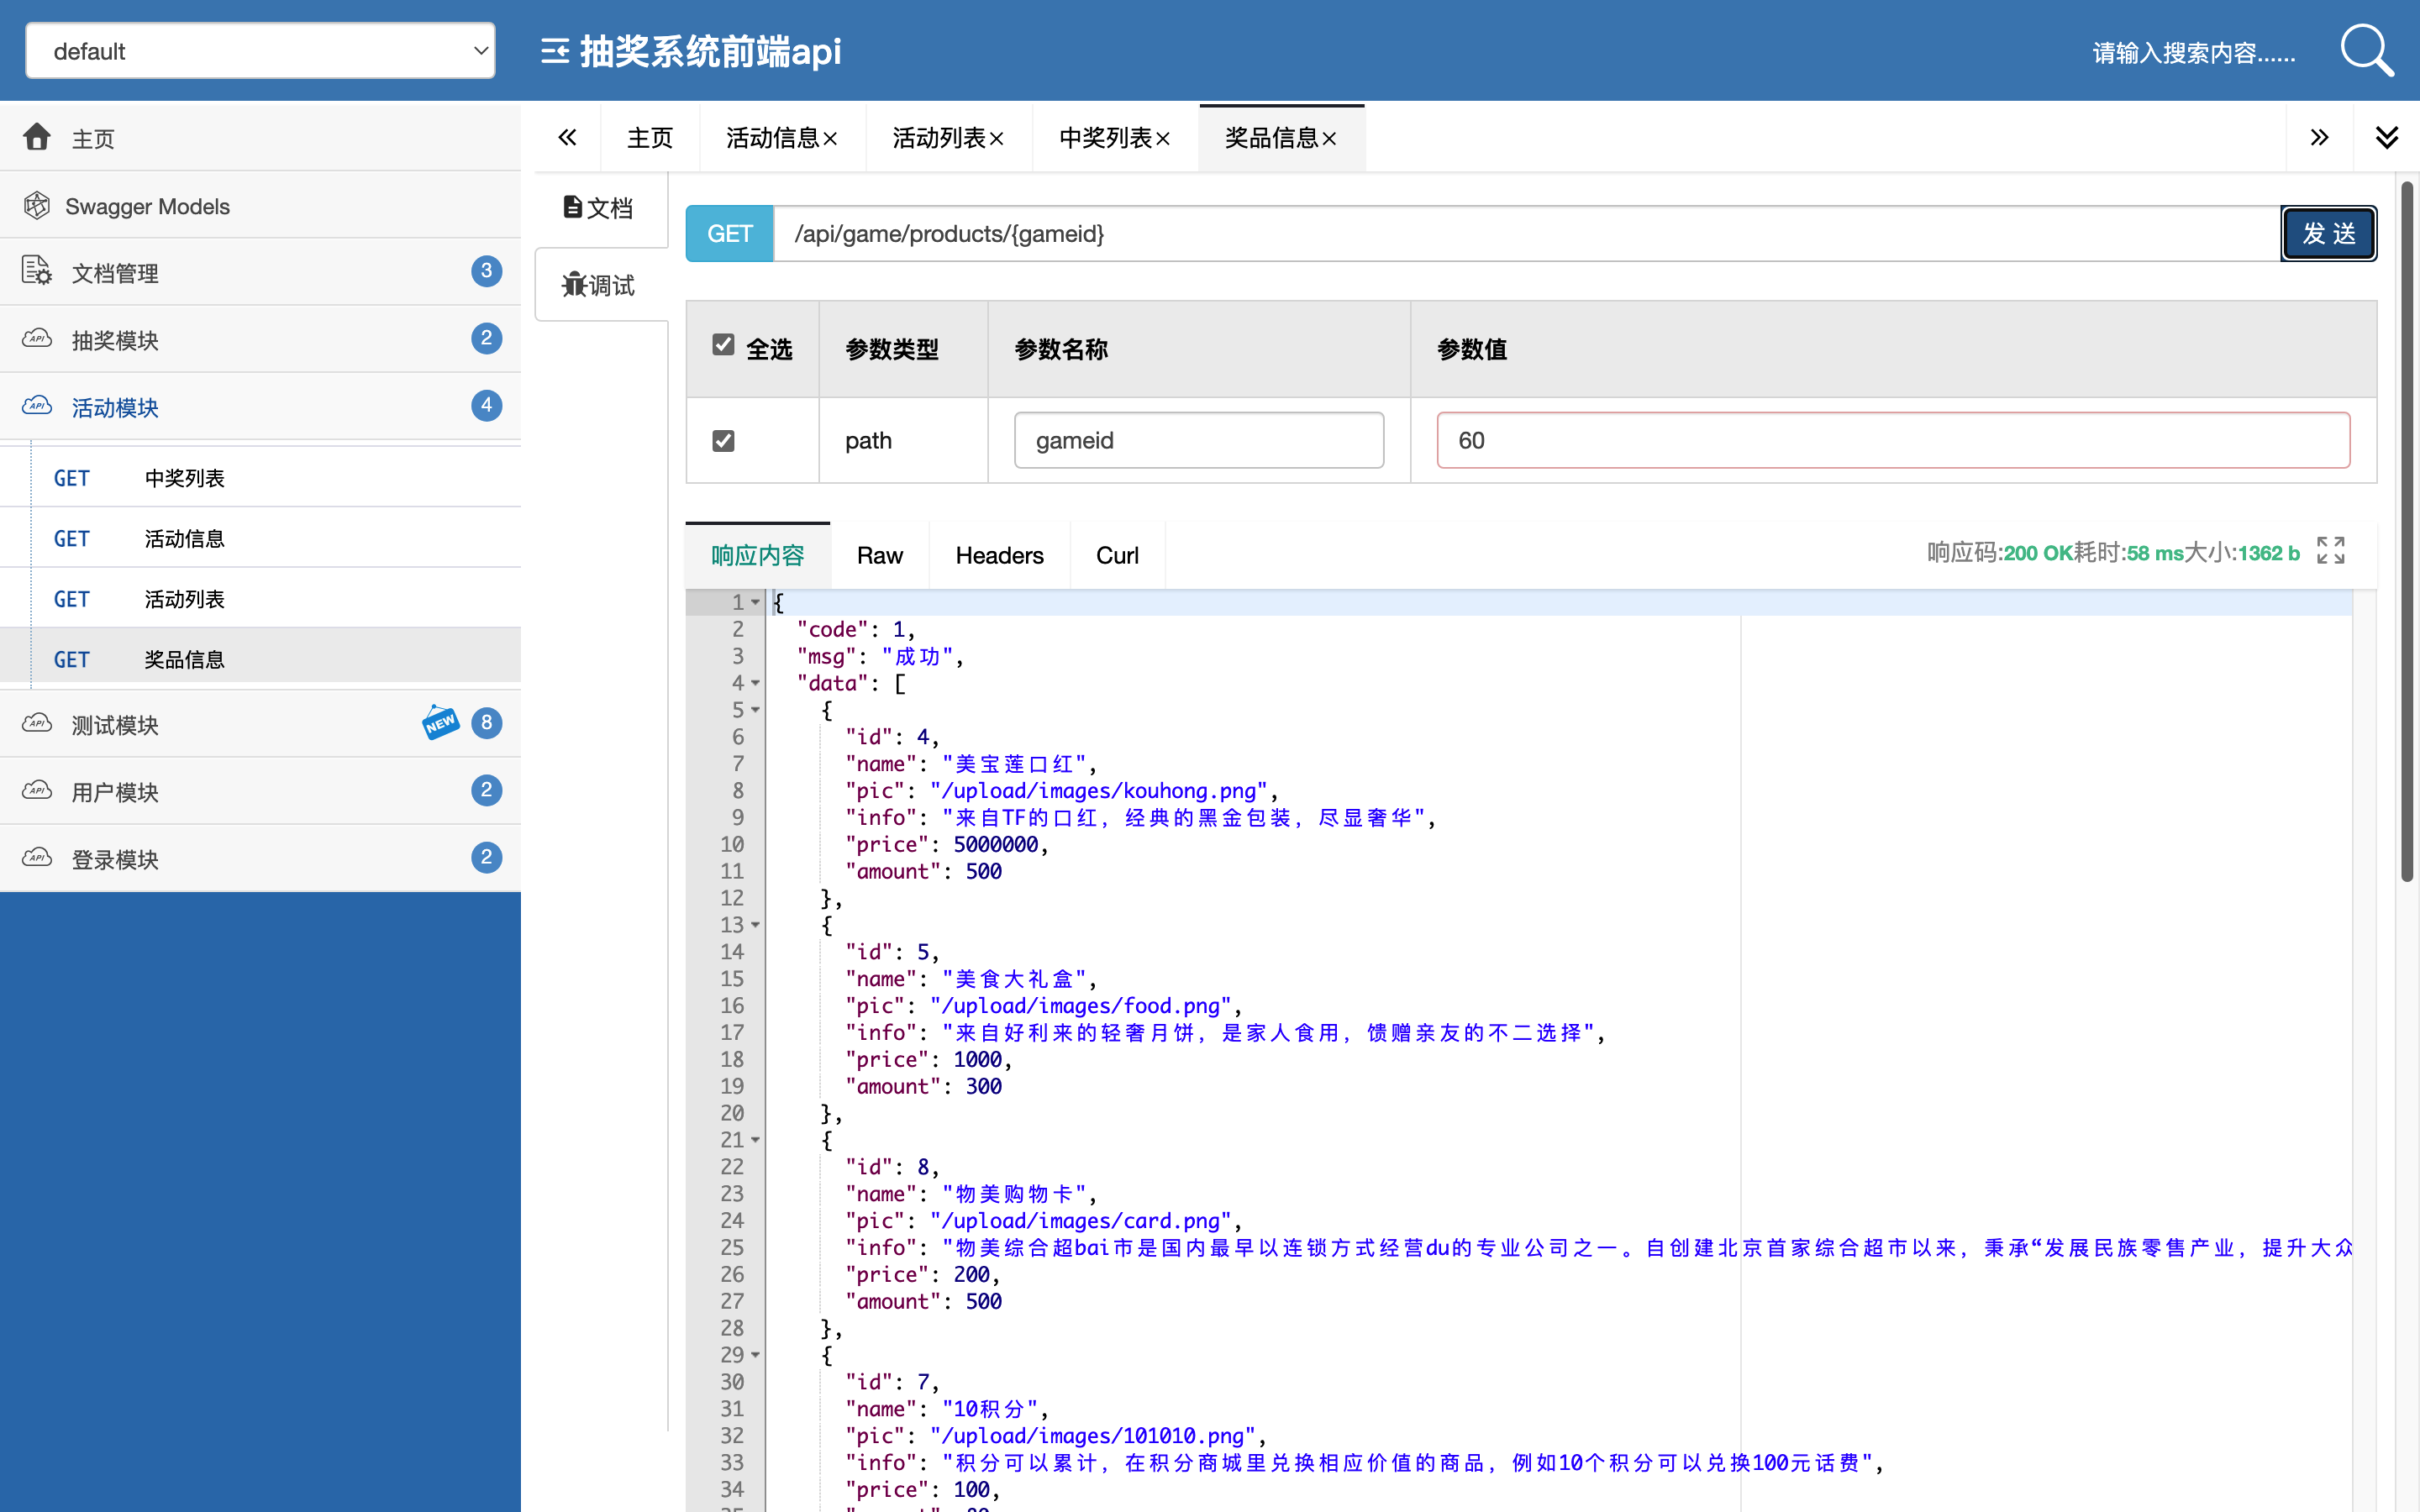 default
抽奖系统前端api
请输入搜索内容......
主页
Swagger Models
文档管理 3
抽奖模块 2
活动模块 4
GET 中奖列表
GET 活动信息
GET 活动列表
GET 奖品信息
测试模块 NEW 8
用户模块 2
登录模块 2
主页 活动信息× 活动列表× 中奖列表× 奖品信息×
文档
调试
GET /api/game/products/{gameid} 发 送
全选 参数类型 参数名称 参数值
path gameid 60
响应内容 Raw Headers Curl 响应码:200 OK耗时:58 ms大小:1362 b
1 {
2 "code": 1,
3 "msg": "成功",
4 "data": [
5 {
6 "id": 4,
7 "name": "美宝莲口红",
8 "pic": "/upload/images/kouhong.png",
9 "info": "来自TF的口红，经典的黑金包装，尽显奢华",
10 "price": 5000000,
11 "amount": 500
12 },
13 {
14 "id": 5,
15 "name": "美食大礼盒",
16 "pic": "/upload/images/food.png",
17 "info": "来自好利来的轻奢月饼，是家人食用，馈赠亲友的不二选择",
18 "price": 1000,
19 "amount": 300
20 },
21 {
22 "id": 8,
23 "name": "物美购物卡",
24 "pic": "/upload/images/card.png",
25 "info": "物美综合超bai市是国内最早以连锁方式经营du的专业公司之一。自创建北京首家综合超市以来，秉承“发展民族零售产业，提升大众
26 "price": 200,
27 "amount": 500
28 },
29 {
30 "id": 7,
31 "name": "10积分",
32 "pic": "/upload/images/101010.png",
33 "info": "积分可以累计，在积分商城里兑换相应价值的商品，例如10个积分可以兑换100元话费",
34 "price": 100,